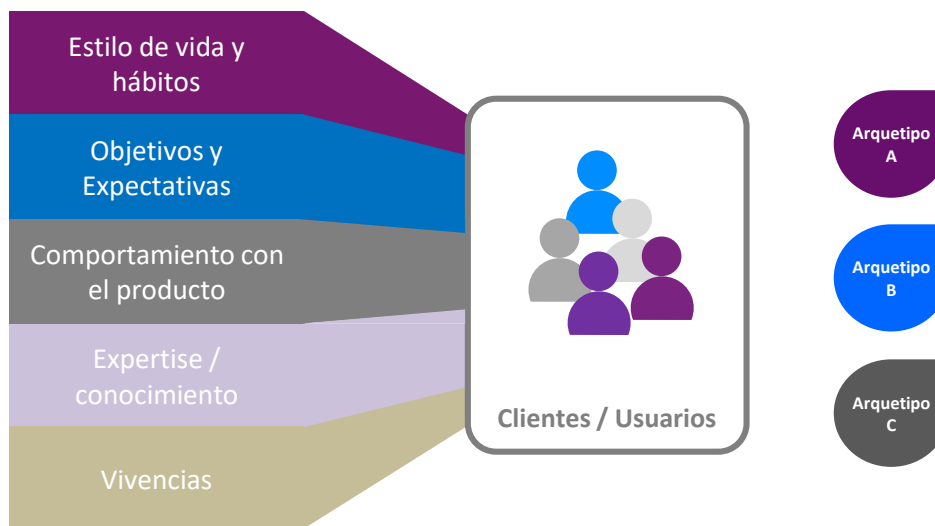 Estilo de vida y
hábitos
Objetivos y
Expectativas
Comportamiento con
el producto
Expertise /
conocimiento
Vivencias
Clientes / Usuarios
Arquetipo
A
Arquetipo
B
Arquetipo
C